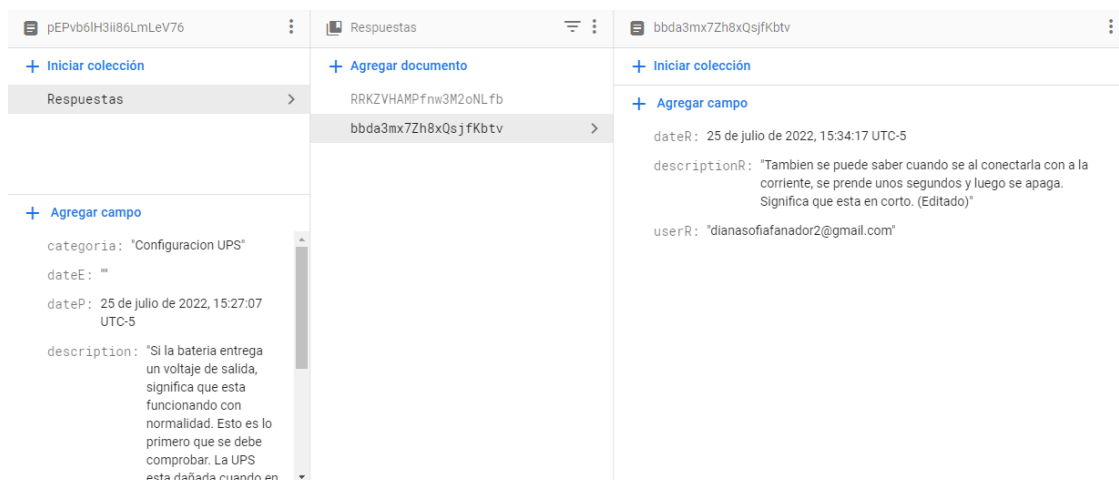 pEPvb6lH3ii86LmLeV76
Iniciar colección
Respuestas
Agregar campo
categoria: "Configuracion UPS"
dateE: ""
dateP: 25 de julio de 2022, 15:27:07
UTC-5
description: "Si la bateria entrega
un voltaje de salida,
significa que esta
funcionando con
normalidad. Esto es lo
primero que se debe
comprobar. La UPS
esta dañada cuando en
Respuestas
Agregar documento
RRKZVHAMPfnw3M2oNLfb
bbda3mx7Zh8xQsjfKbtv
bbda3mx7Zh8xQsjfKbtv
Iniciar colección
Agregar campo
dateR: 25 de julio de 2022, 15:34:17 UTC-5
descriptionR: "Tambien se puede saber cuando se al conectarla con a la
corriente, se prende unos segundos y luego se apaga.
Significa que esta en corto. (Editado)"
userR: "dianasofiafanador2@gmail.com"